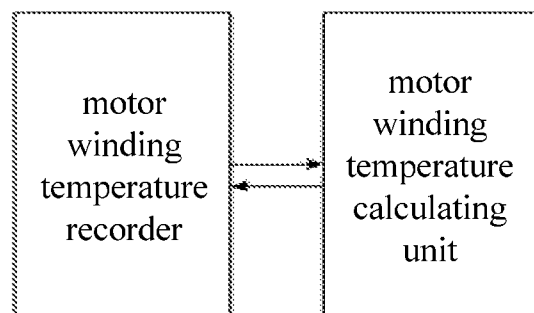 motor
winding
temperature
recorder
motor
winding
temperature
calculating
unit